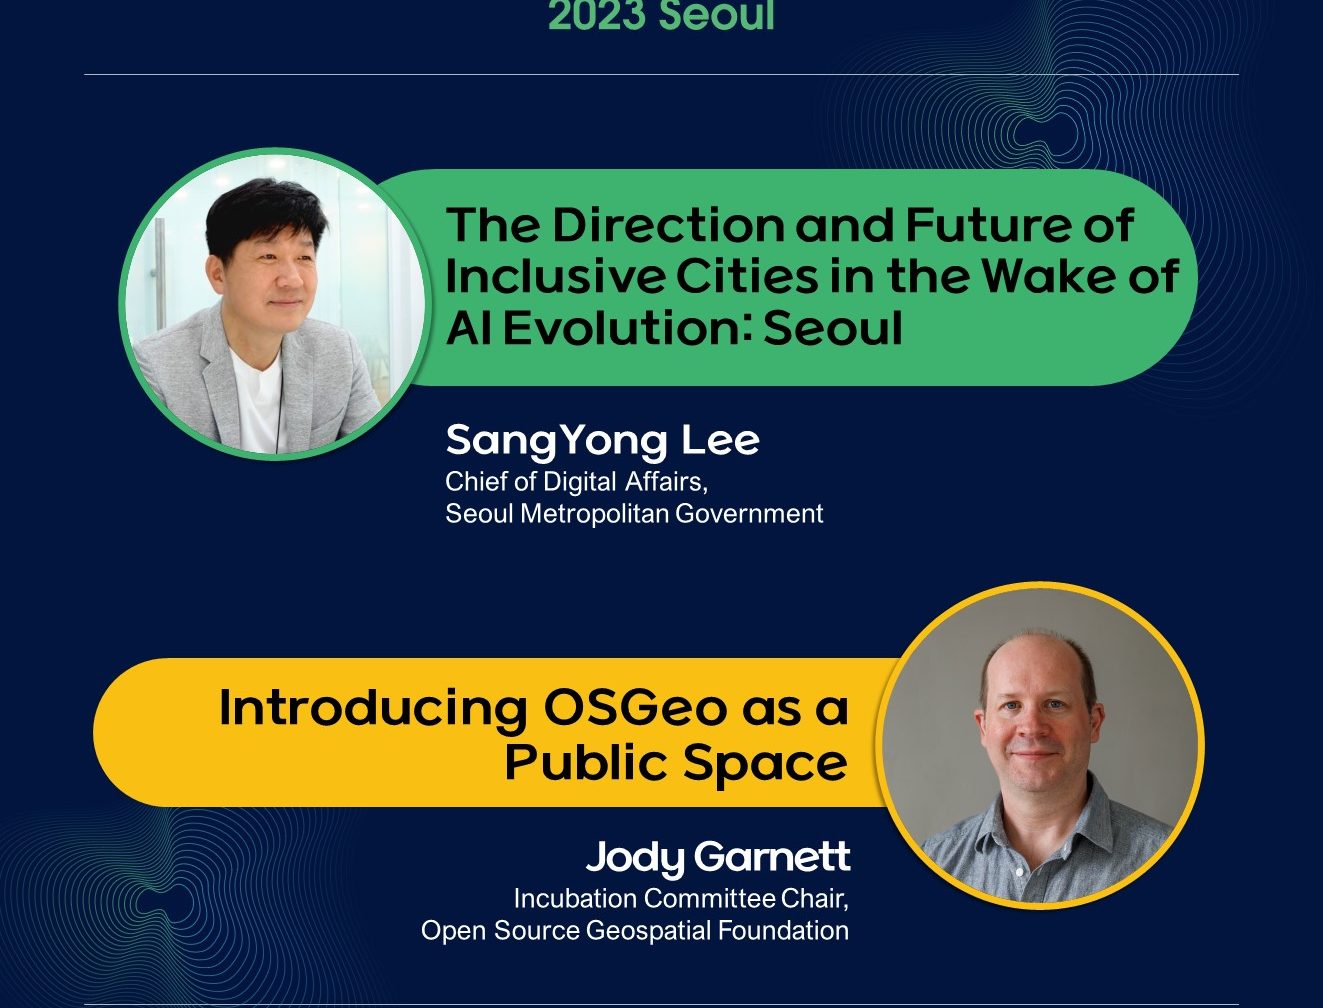 2023 Seoul
The Direction and Future of
Inclusive Cities in the Wake of
AI Evolution: Seoul
SangYong Lee
Chief of Digital Affairs,
Seoul Metropolitan Government
Introducing OSGeo as a
Public Space
Jody Garnett
Incubation Committee Chair,
Open Source Geospatial Foundation